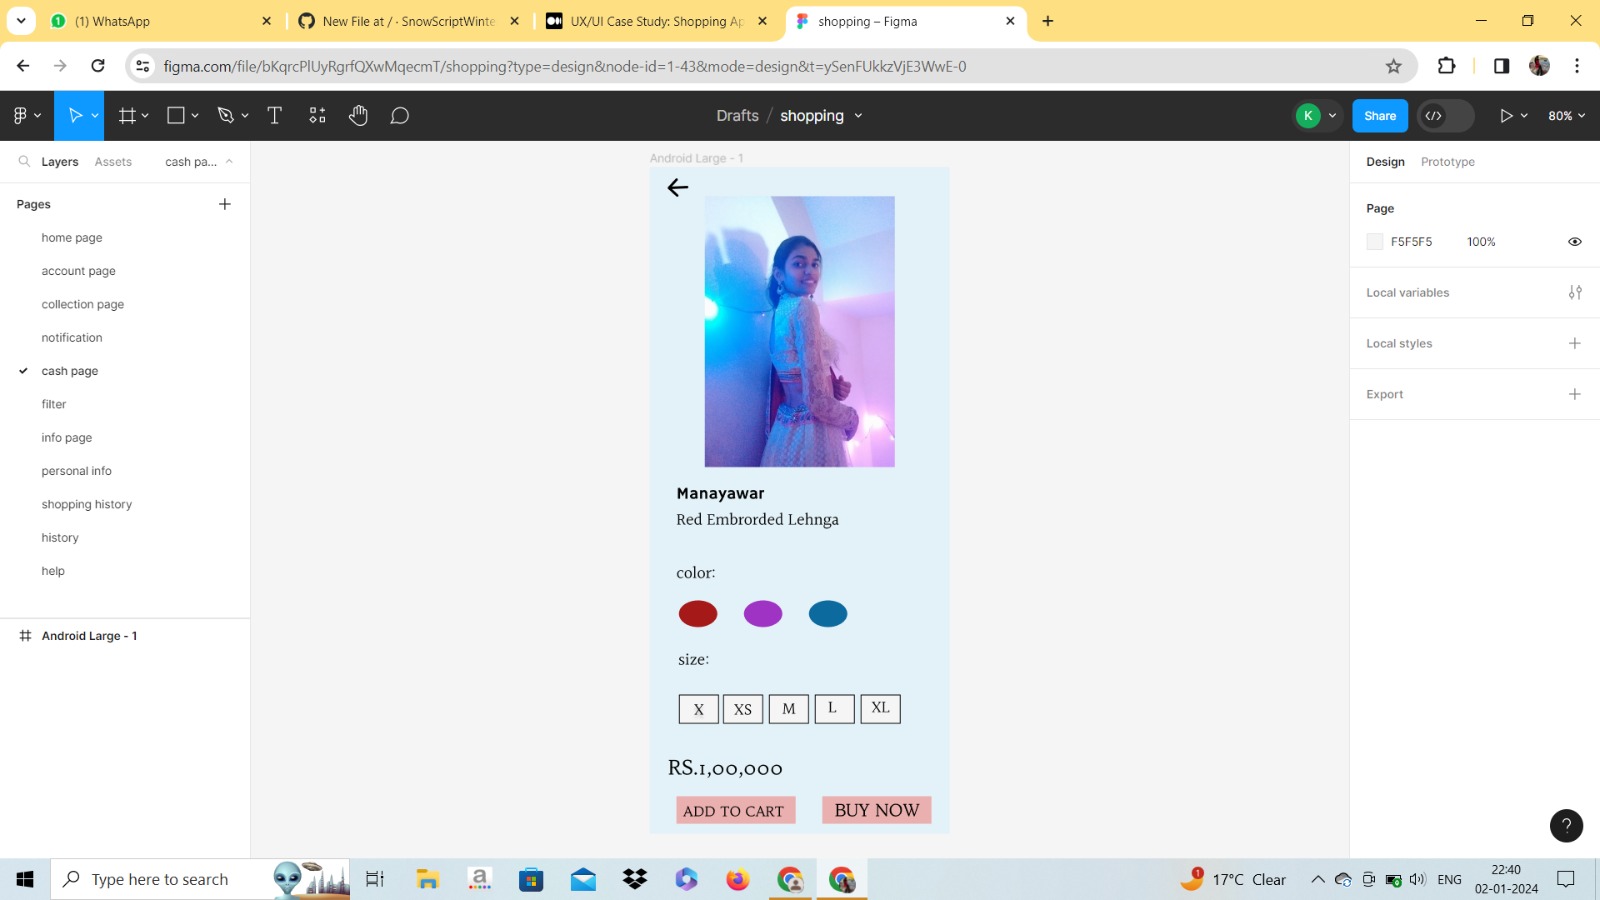 (1) WhatsApp
New File at / · SnowScriptWinte
UX/UI Case Study: Shopping Ap
shopping – Figma
figma.com/file/bKqrcPlUyRgrfQXwMqecmT/shopping?type=design&node-id=1-43&mode=design&t=ySenFUkkzVjE3WwE-0
Drafts / shopping
K
Share
80%
Layers Assets cash pa...
Pages
home page
account page
collection page
notification
cash page
filter
info page
personal info
shopping history
history
help
Android Large - 1
Android Large - 1
Manayawar
Red Embrorded Lehnga
color:
size:
X XS M L XL
RS.1,00,000
ADD TO CART BUY NOW
Design Prototype
Page
F5F5F5 100%
Local variables
Local styles
Export
?
Type here to search
1
17°C Clear
ENG
22:40
02-01-2024